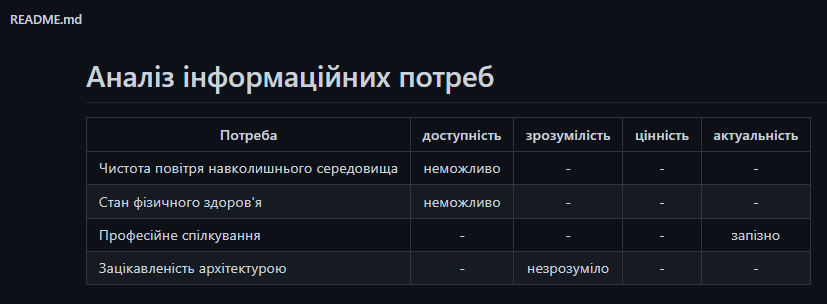 README.md
Аналіз інформаційних потреб
Потреба доступність зрозумілість цінність актуальність
Чистота повітря навколишнього середовища неможливо - - -
Стан фізичного здоров'я неможливо - - -
Професійне спілкування - - - запізно
Зацікавленість архітектурою - незрозуміло - -